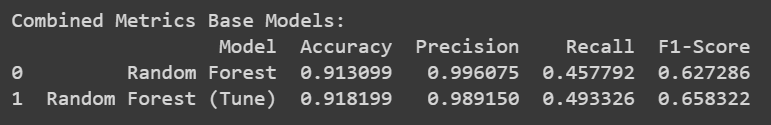 Combined Metrics Base Models:
Model Accuracy Precision Recall F1-Score
0 Random Forest 0.913099 0.996075 0.457792 0.627286
1 Random Forest (Tune) 0.918199 0.989150 0.493326 0.658322